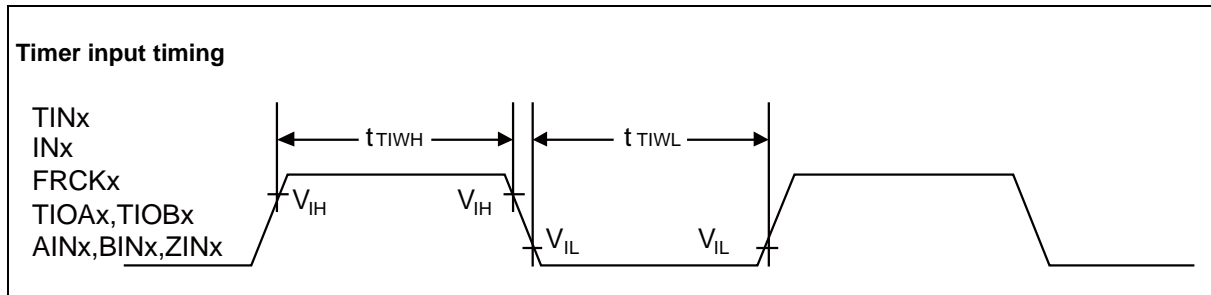 Timer input timing
TINx
INx
FRCKx
TIOAx,TIOBx
AINx,BINx,ZINx
tTIWH
tTIWL
VIH
VIH
VIL
VIL